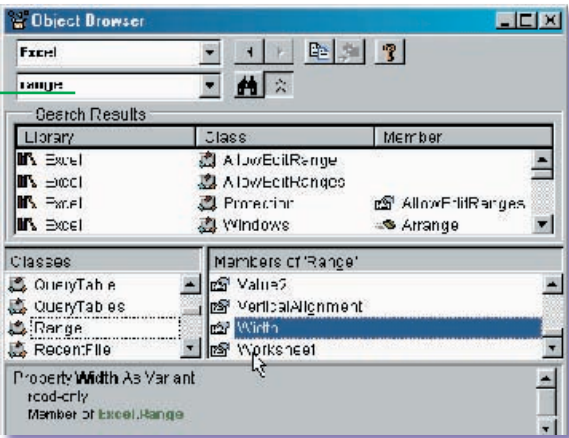 Object Browser
Excel
range
Search Results
Library Class Member
Excel AllowEditRange
Excel AllowEditRanges
Excel Protection AllowEditRanges
Excel Windows Arrange
Classes Members of 'Range'
QueryTable Value2
QueryTables VerticalAlignment
Range Width
RecentFile Worksheet
Property Width As Variant
read-only
Member of Excel.Range